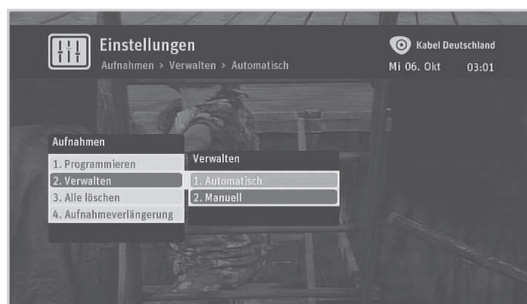 Einstellungen
Aufnahmen > Verwalten > Automatisch
Kabel Deutschland
Mi 06. Okt 03:01
Aufnahmen
1. Programmieren
2. Verwalten
3. Alle löschen
4. Aufnahmeverlängerung
Verwalten
1. Automatisch
2. Manuell